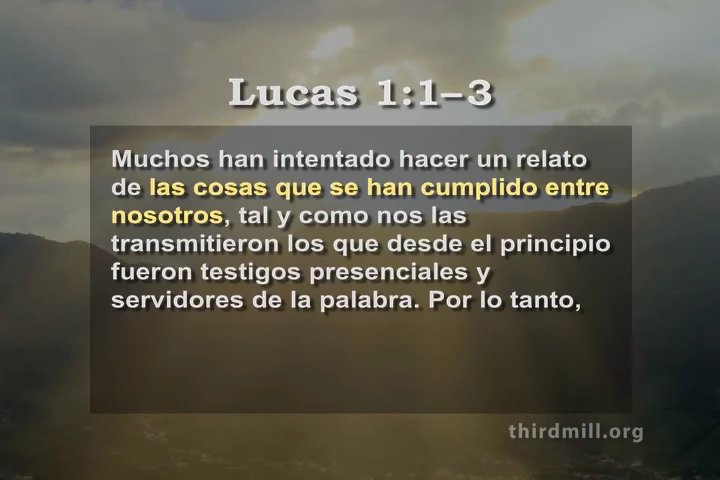 Lucas 1:1–3
Muchos han intentado hacer un relato
de las cosas que se han cumplido entre
nosotros, tal y como nos las
transmitieron los que desde el principio
fueron testigos presenciales y
servidores de la palabra. Por lo tanto,
thirdmill.org